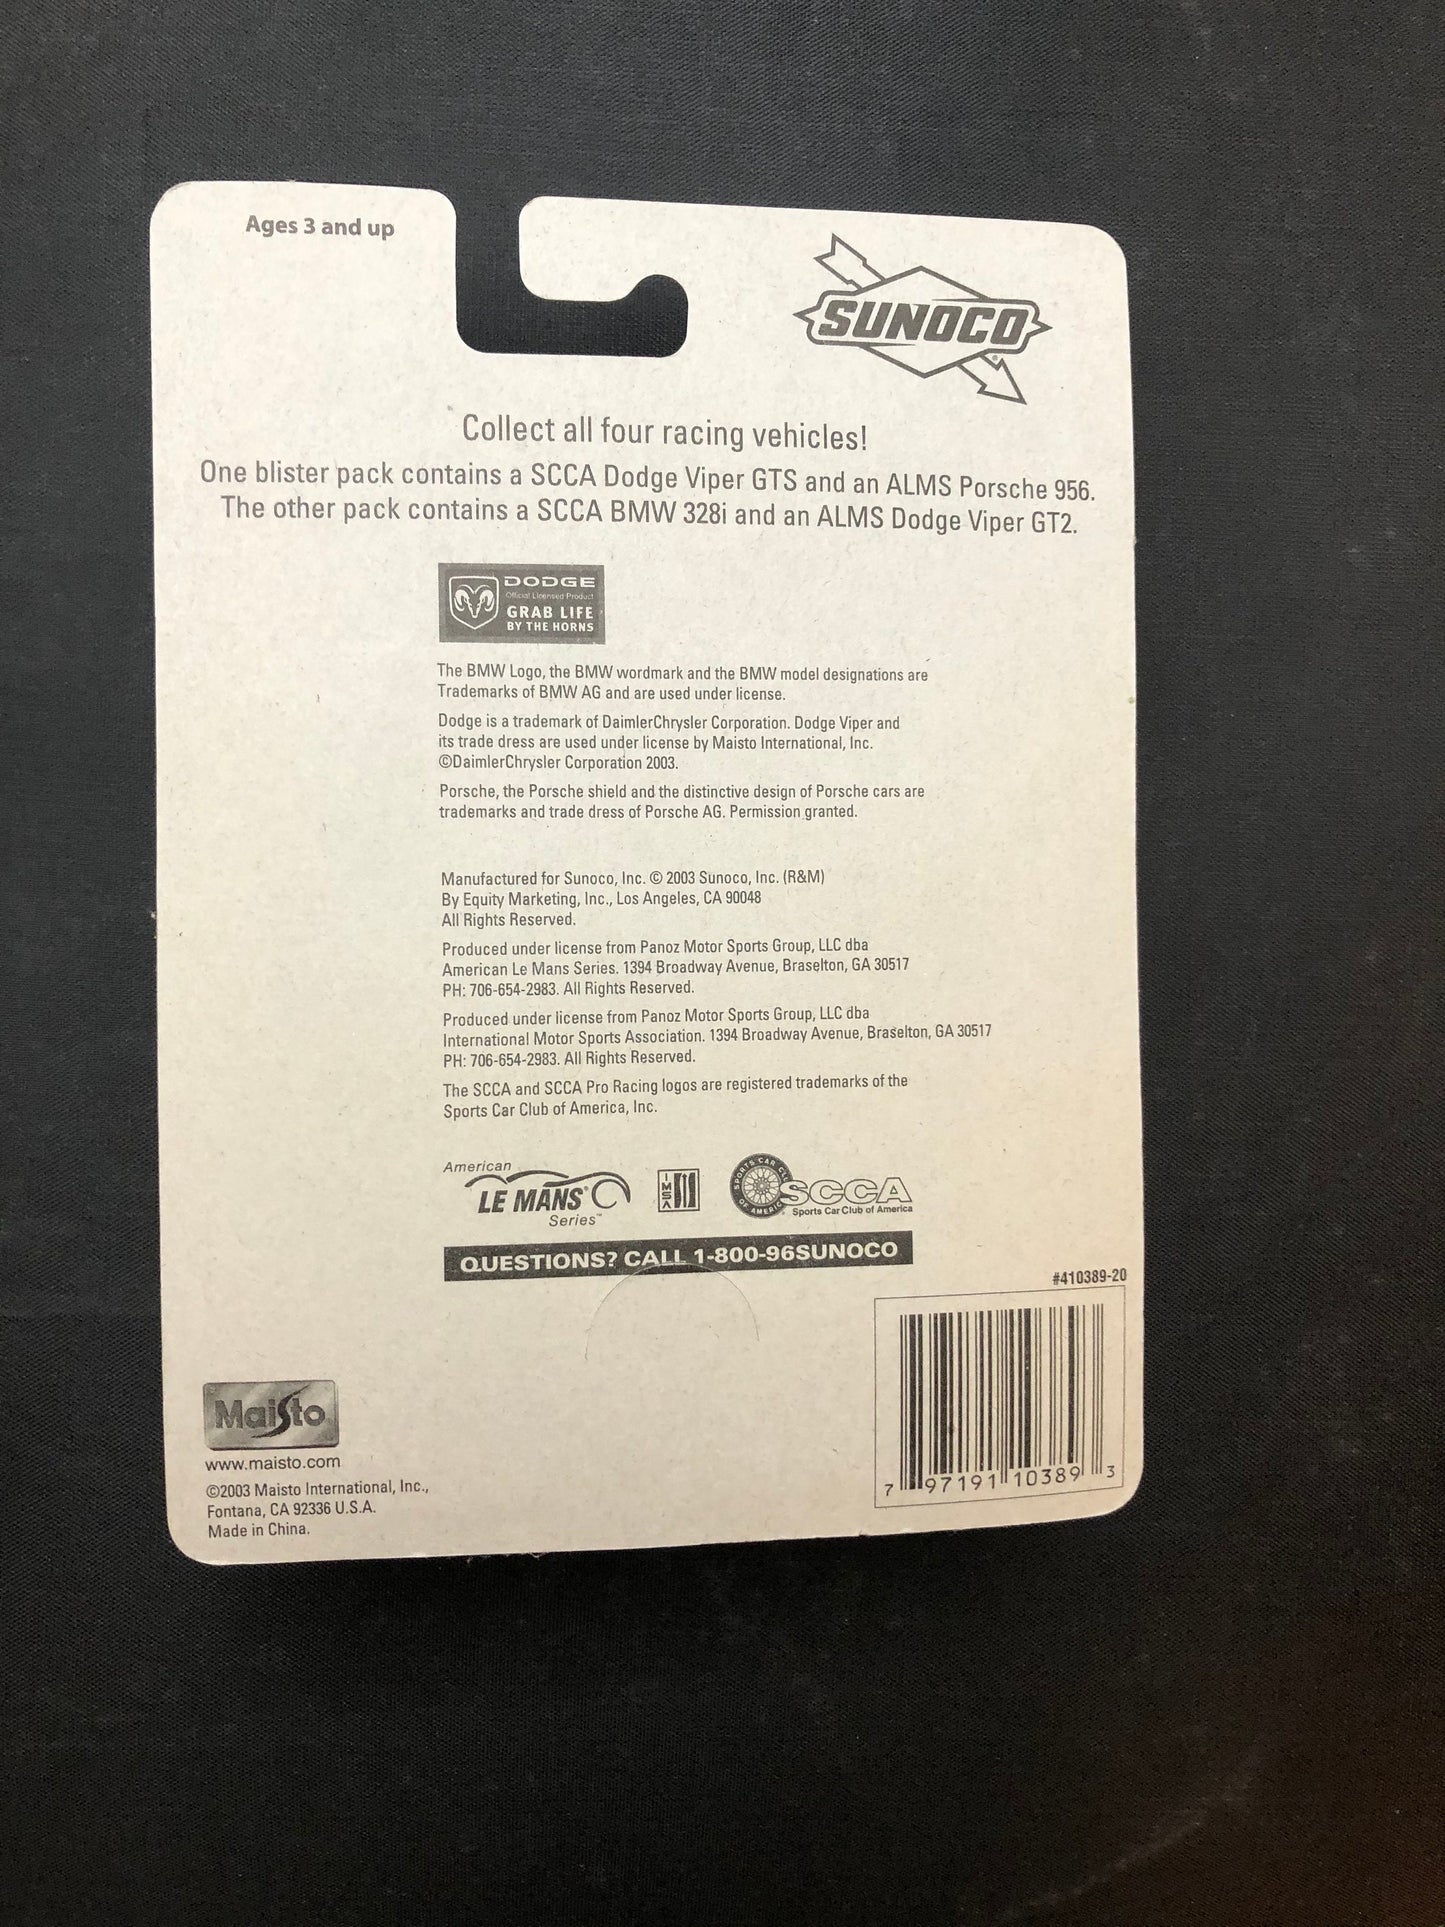 Ages 3 and up
SUNOCO
Collect all four racing vehicles!
One blister pack contains a SCCA Dodge Viper GTS and an ALMS Porsche 956.
The other pack contains a SCCA BMW 328i and an ALMS Dodge Viper GT2.
DODGE
Official Licensed Product
GRAB LIFE
BY THE HORNS
The BMW Logo, the BMW wordmark and the BMW model designations are
Trademarks of BMW AG and are used under license.
Dodge is a trademark of DaimlerChrysler Corporation. Dodge Viper and
its trade dress are used under license by Maisto International, Inc.
©DaimlerChrysler Corporation 2003.
Porsche, the Porsche shield and the distinctive design of Porsche cars are
trademarks and trade dress of Porsche AG. Permission granted.
Manufactured for Sunoco, Inc. © 2003 Sunoco, Inc. (R&M)
By Equity Marketing, Inc., Los Angeles, CA 90048
All Rights Reserved.
Produced under license from Panoz Motor Sports Group, LLC dba
American Le Mans Series. 1394 Broadway Avenue, Braselton, GA 30517
PH: 706-654-2983. All Rights Reserved.
Produced under license from Panoz Motor Sports Group, LLC dba
International Motor Sports Association. 1394 Broadway Avenue, Braselton, GA 30517
PH: 706-654-2983. All Rights Reserved.
The SCCA and SCCA Pro Racing logos are registered trademarks of the
Sports Car Club of America, Inc.
American
LE MANS®
Series™
IMSA
SPORTS CAR CL
OF AMERIC
SCCA
Sports Car Club of America
QUESTIONS? CALL 1-800-96SUNOCO
#410389-20
7 97191 10389 3
Maisto
www.maisto.com
©2003 Maisto International, Inc.,
Fontana, CA 92336 U.S.A.
Made in China.